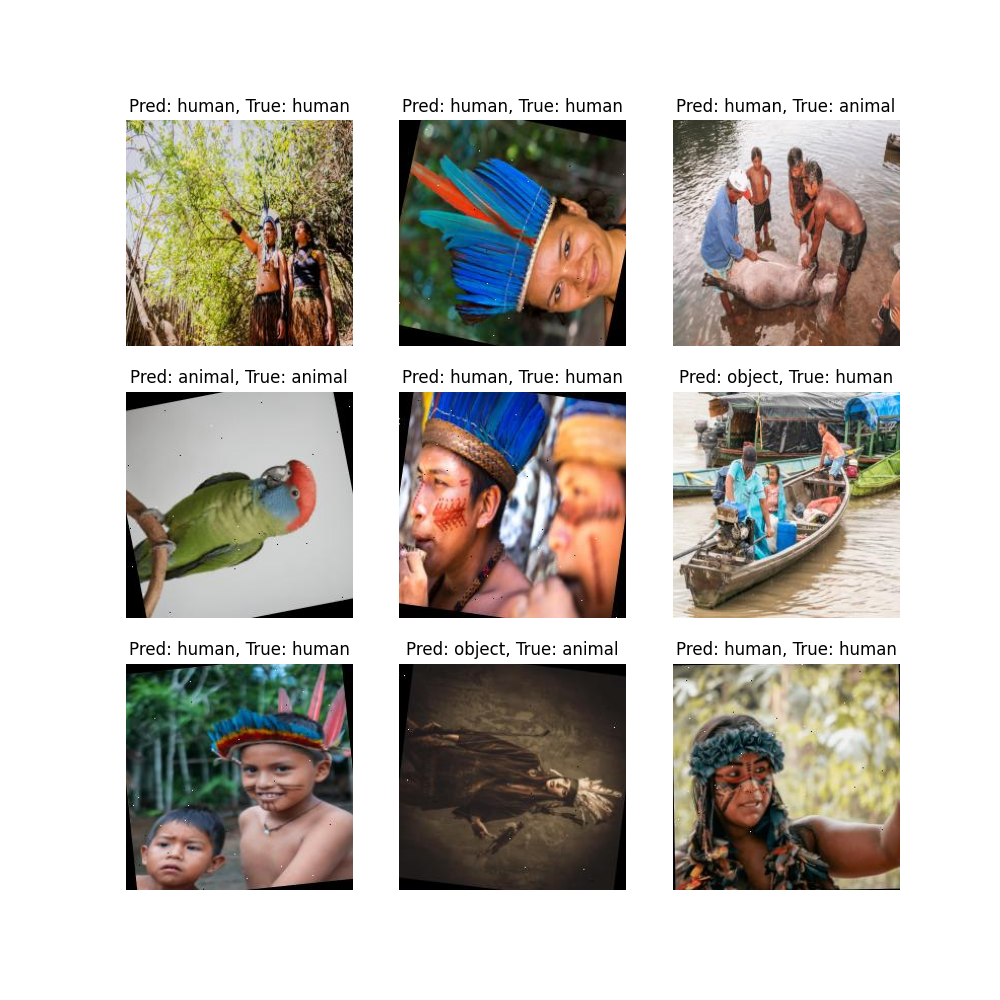 Pred: human, True: human
Pred: human, True: human
Pred: human, True: animal
Pred: animal, True: animal
Pred: human, True: human
Pred: object, True: human
Pred: human, True: human
Pred: object, True: animal
Pred: human, True: human